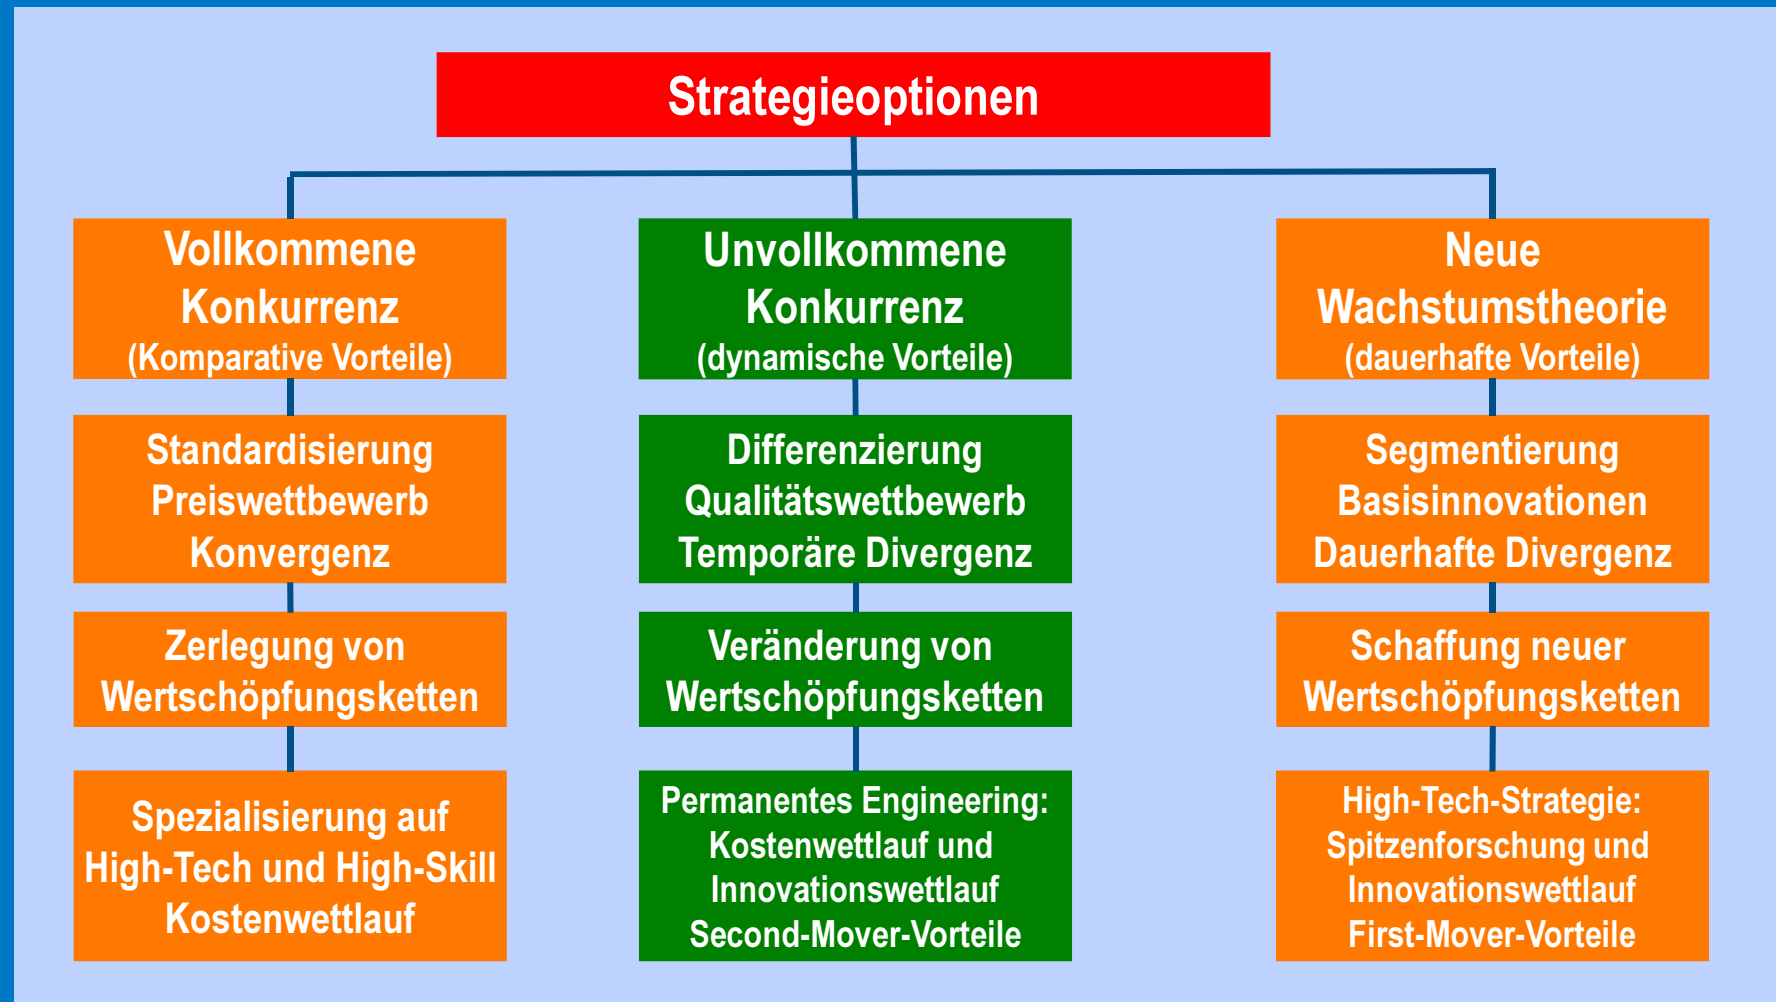 Strategieoptionen
Vollkommene
Konkurrenz
(Komparative Vorteile)
Standardisierung
Preiswettbewerb
Konvergenz
Zerlegung von
Wertschöpfungsketten
Spezialisierung auf
High-Tech und High-Skill
Kostenwettlauf
Unvollkommene
Konkurrenz
(dynamische Vorteile)
Differenzierung
Qualitätswettbewerb
Temporäre Divergenz
Veränderung von
Wertschöpfungsketten
Permanentes Engineering:
Kostenwettlauf und
Innovationswettlauf
Second-Mover-Vorteile
Neue
Wachstumstheorie
(dauerhafte Vorteile)
Segmentierung
Basisinnovationen
Dauerhafte Divergenz
Schaffung neuer
Wertschöpfungsketten
High-Tech-Strategie:
Spitzenforschung und
Innovationswettlauf
First-Mover-Vorteile